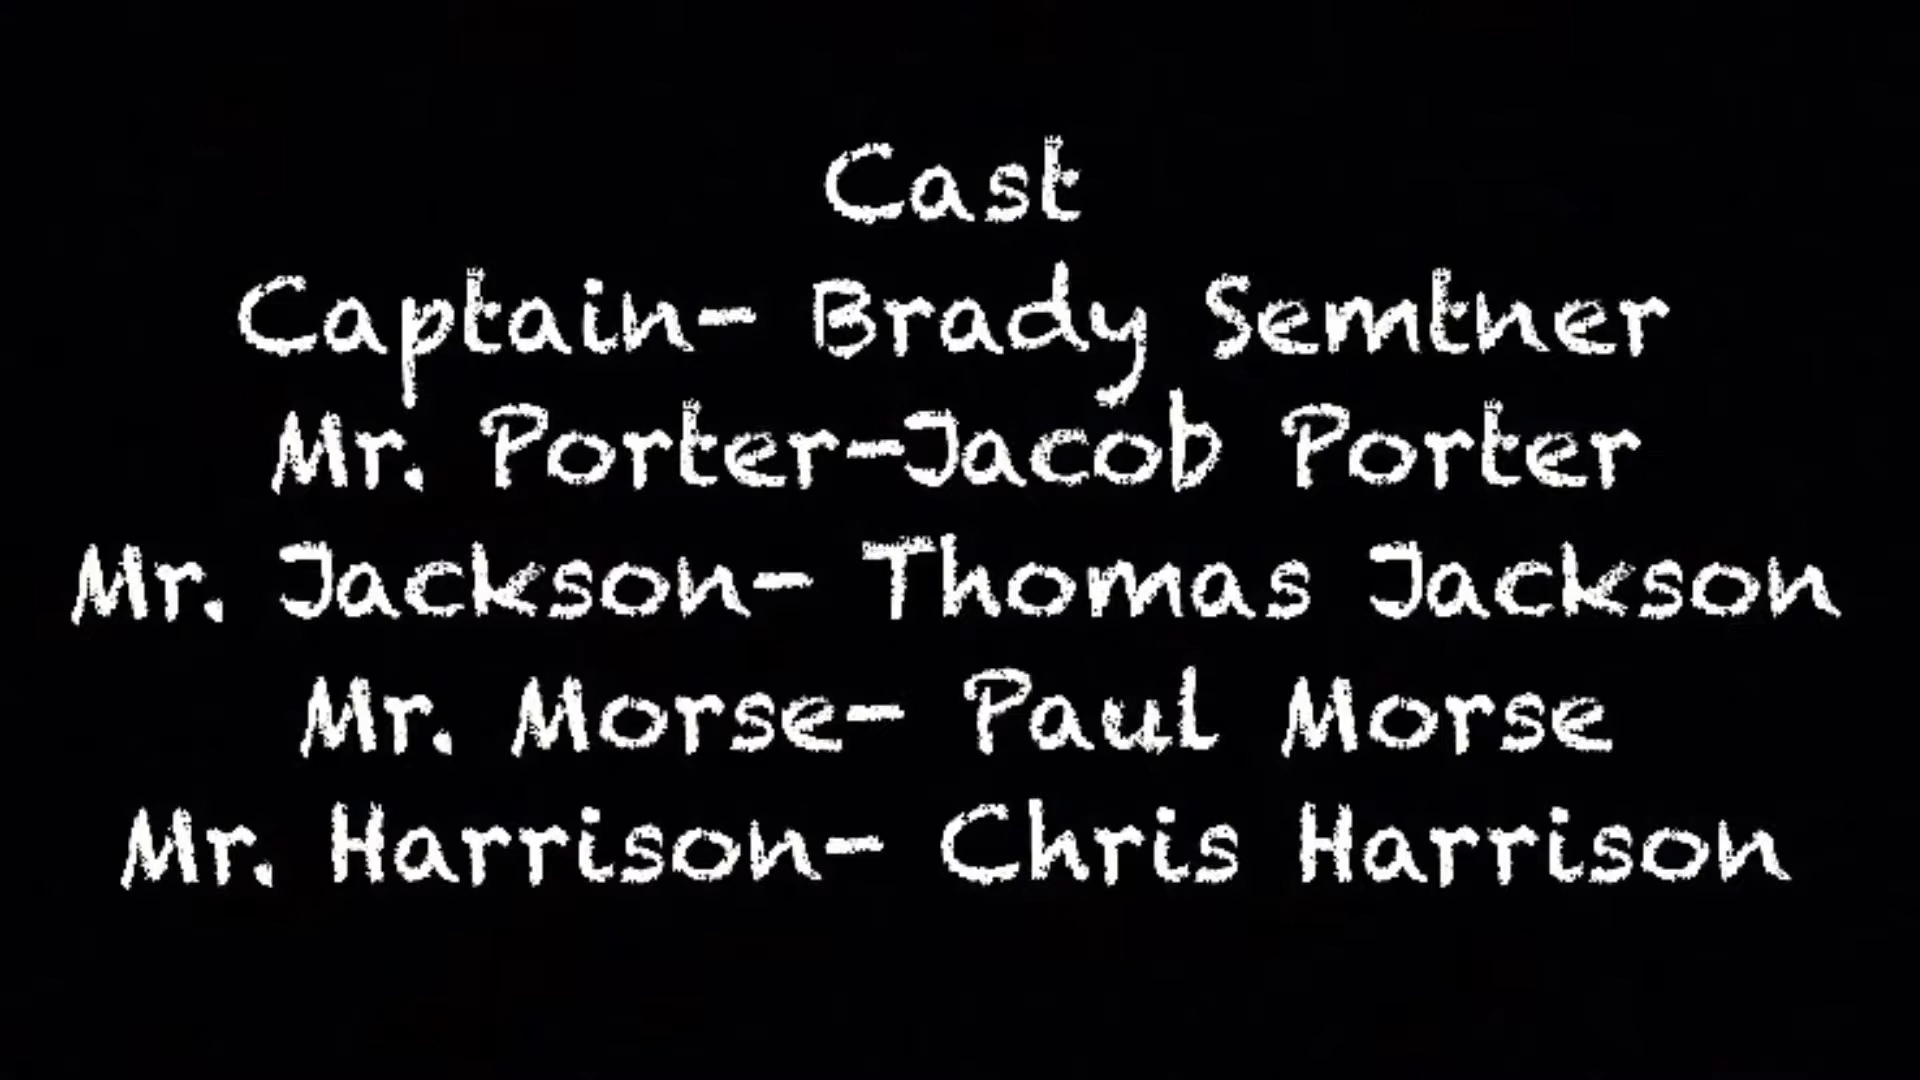 Cast
Captain- Brady Semtner
Mr. Porter-Jacob Porter
Mr. Jackson- Thomas Jackson
Mr. Morse- Paul Morse
Mr. Harrison- Chris Harrison